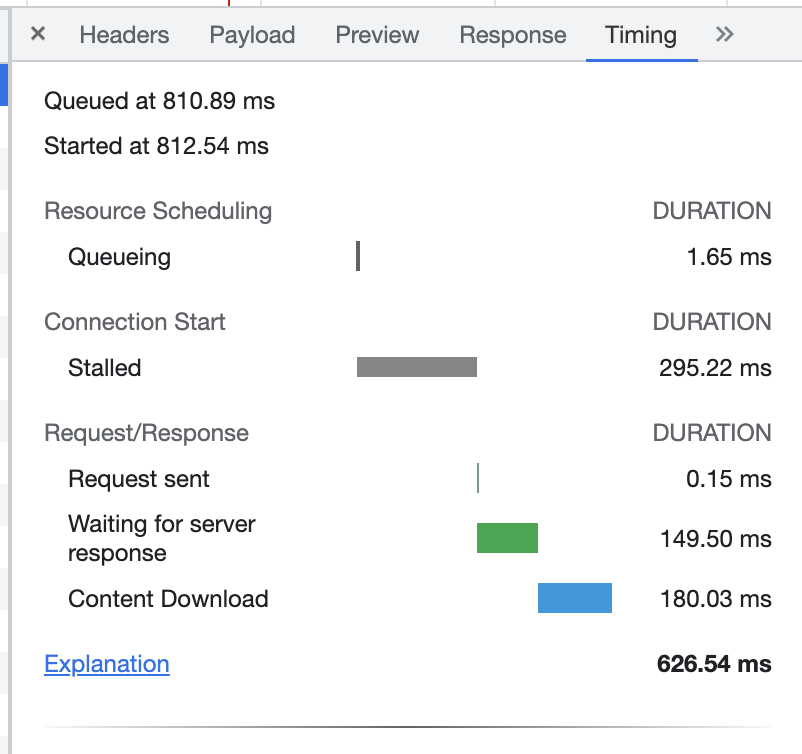 × Headers Payload Preview Response Timing »
Queued at 810.89 ms
Started at 812.54 ms
Resource Scheduling DURATION
Queueing 1.65 ms
Connection Start DURATION
Stalled 295.22 ms
Request/Response DURATION
Request sent 0.15 ms
Waiting for server
response 149.50 ms
Content Download 180.03 ms
Explanation 626.54 ms